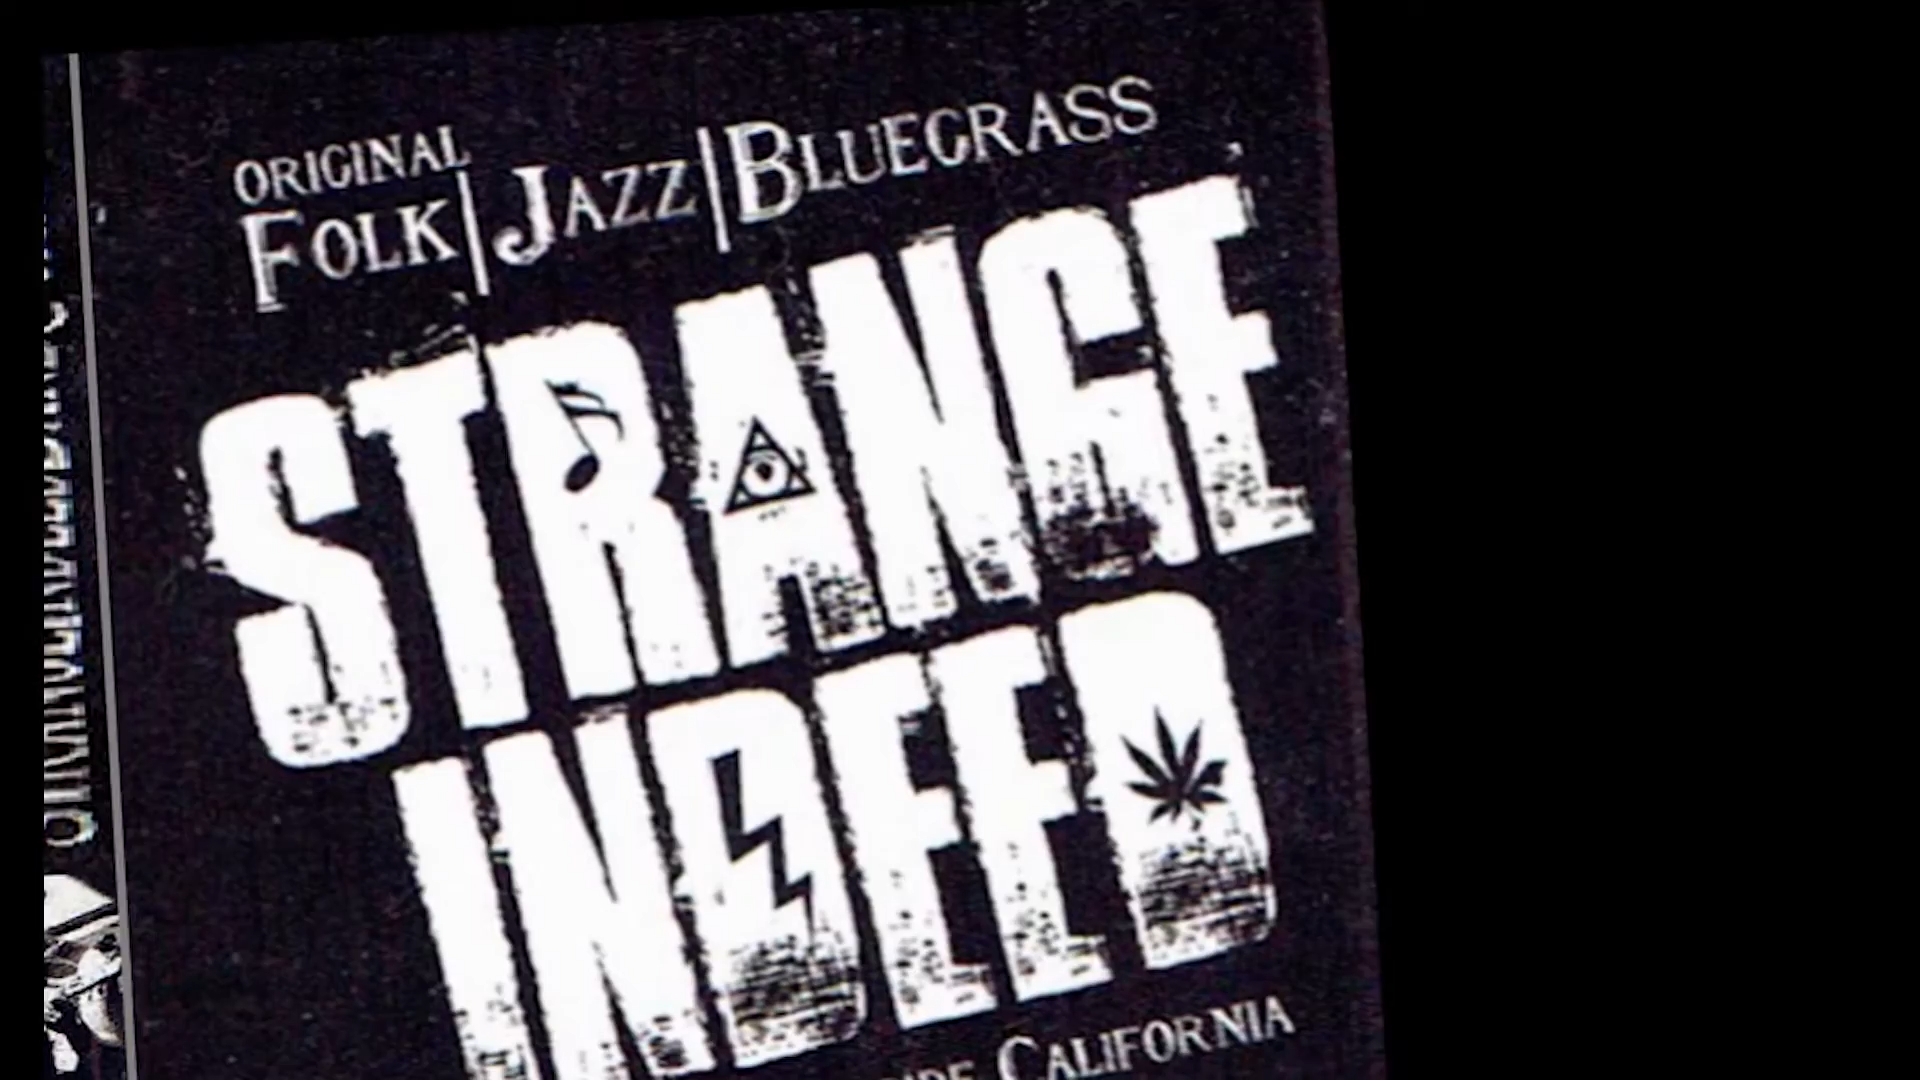 ORIGINAL
FOLK|JAZZ|BLUEGRASS
STRANGE
INDEED
CALIFORNIA